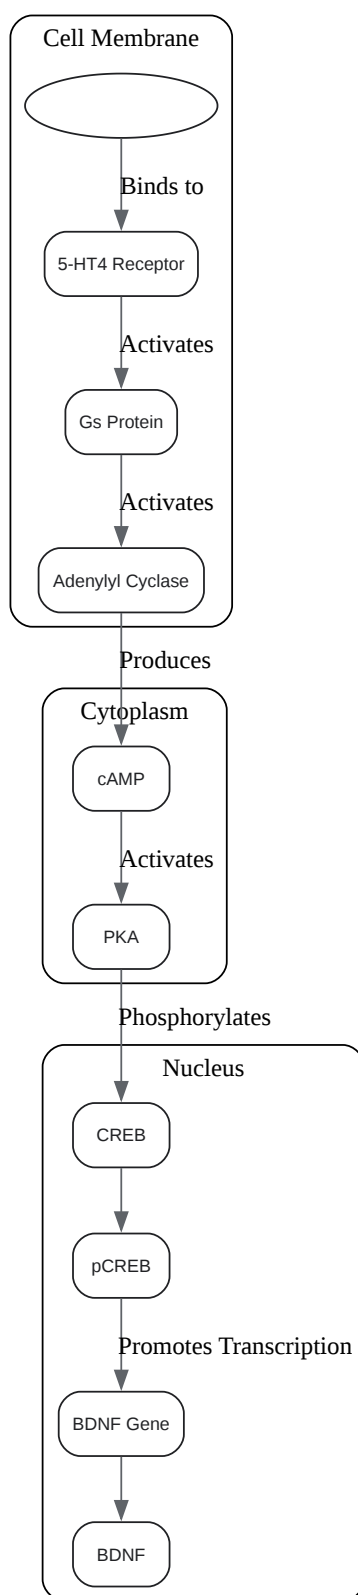 Cell Membrane
Binds to
5-HT4 Receptor
Activates
Gs Protein
Activates
Adenylyl Cyclase
Produces
Cytoplasm
cAMP
Activates
PKA
Phosphorylates
Nucleus
CREB
pCREB
Promotes Transcription
BDNF Gene
BDNF